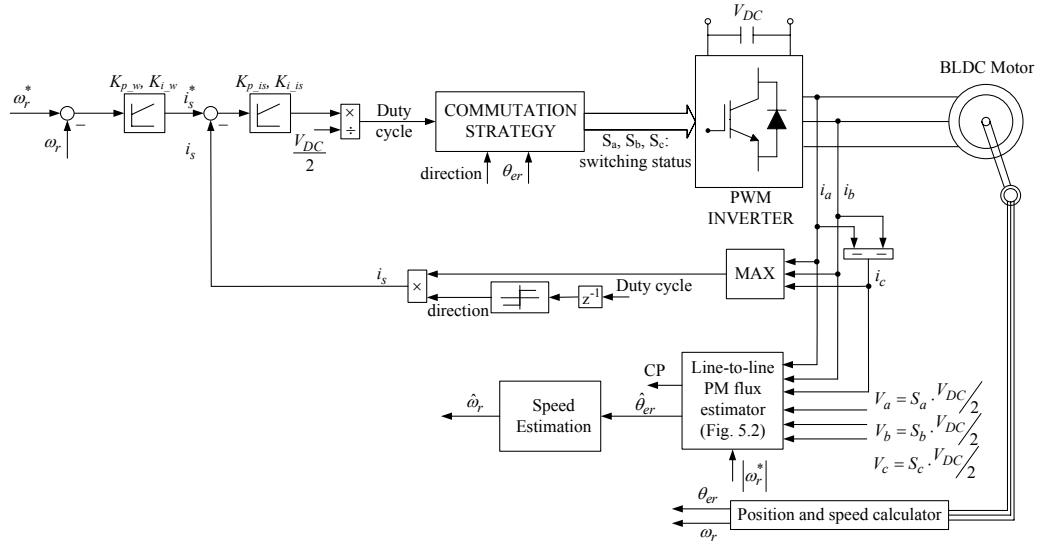 V_DC
BLDC Motor
K_p_w, K_i_w
K_p_is, K_i_is
ω_r^*
−
ω_r
i_s^*
−
i_s
×
÷
V_DC
2
Duty
cycle
COMMUTATION
STRATEGY
direction
θ_er
S_a, S_b, S_c:
switching status
PWM
INVERTER
i_a
i_b
− −
i_c
MAX
i_s
×
direction
z^-1
Duty cycle
CP
Line-to-line
PM flux
estimator
(Fig. 5.2)
ω̂_r
Speed
Estimation
θ̂_er
V_a = S_a · V_DC/2
V_b = S_b · V_DC/2
V_c = S_c · V_DC/2
|ω_r^*|
θ_er
ω_r
Position and speed calculator